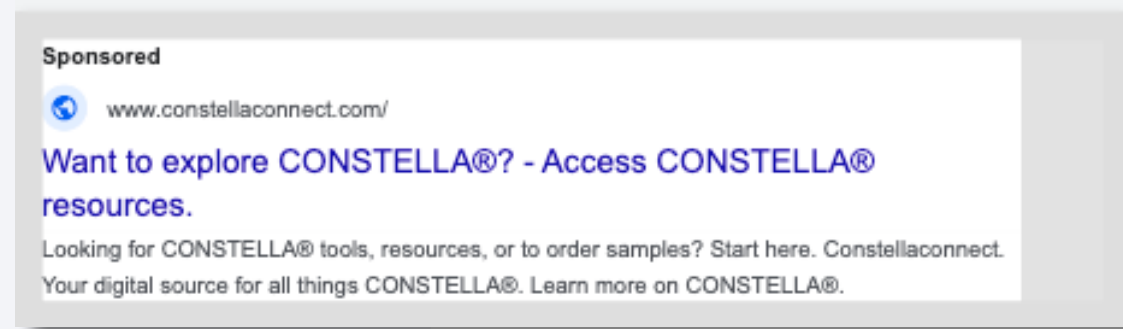 Sponsored
www.constellaconnect.com/
Want to explore CONSTELLA®? - Access CONSTELLA®
resources.
Looking for CONSTELLA® tools, resources, or to order samples? Start here. Constellaconnect.
Your digital source for all things CONSTELLA®. Learn more on CONSTELLA®.